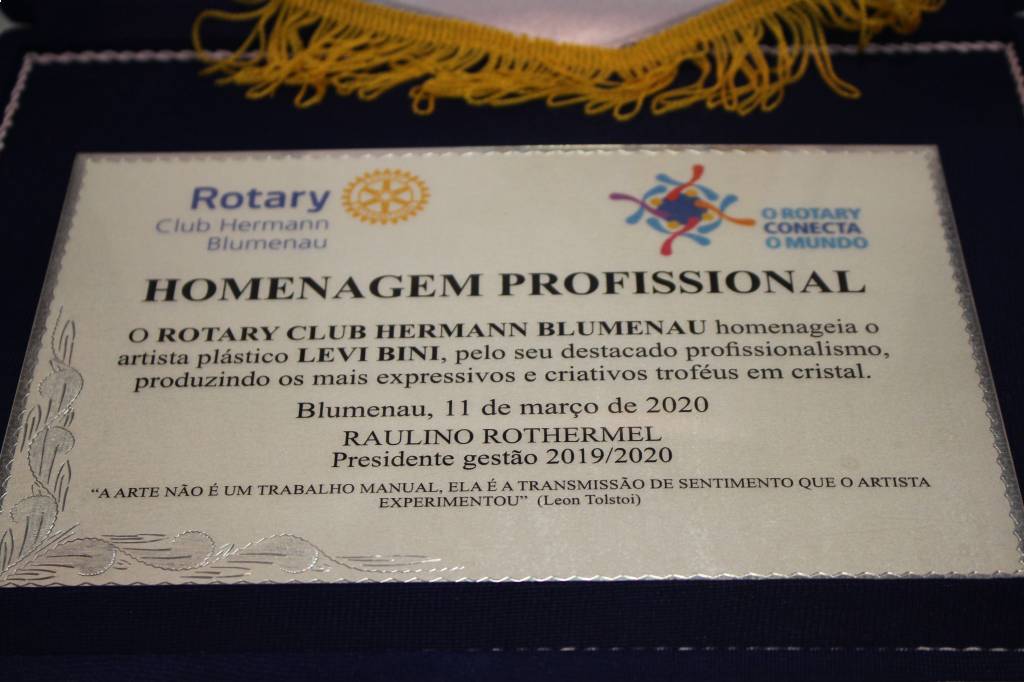 Rotary
Club Hermann
Blumenau
O ROTARY
CONECTA
O MUNDO
HOMENAGEM PROFISSIONAL
O ROTARY CLUB HERMANN BLUMENAU homenageia o
artista plástico LEVI BINI, pelo seu destacado profissionalismo,
produzindo os mais expressivos e criativos troféus em cristal.
Blumenau, 11 de março de 2020
RAULINO ROTHERMEL
Presidente gestão 2019/2020
“A ARTE NÃO É UM TRABALHO MANUAL, ELA É A TRANSMISSÃO DE SENTIMENTO QUE O ARTISTA
EXPERIMENTOU” (Leon Tolstoi)